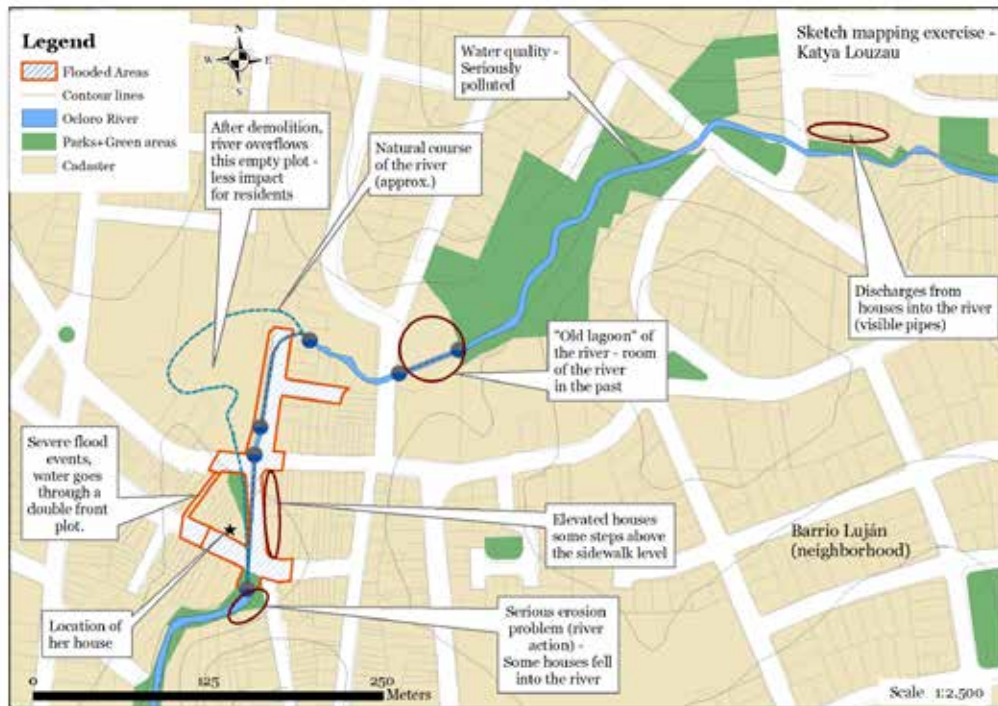 Legend
Flooded Areas
Contour lines
Ocloro River
Parks+Green areas
Cadaster
N
W
E
S
After demolition,
river overflows
this empty plot -
less impact
for residents
Natural course
of the river
(approx.)
Water quality -
Seriously
polluted
Sketch mapping exercise -
Katya Louzau
Discharges from
houses into the river
(visible pipes)
"Old lagoon" of
the river - room
of the river
in the past
Severe flood
events,
water goes
through a
double front
plot.
Elevated houses
some steps above
the sidewalk level
Barrio Luján
(neighborhood)
Location of
her house
Serious erosion
problem (river
action) -
Some houses fell
into the river
0
125
250
Meters
Scale 1:2,500